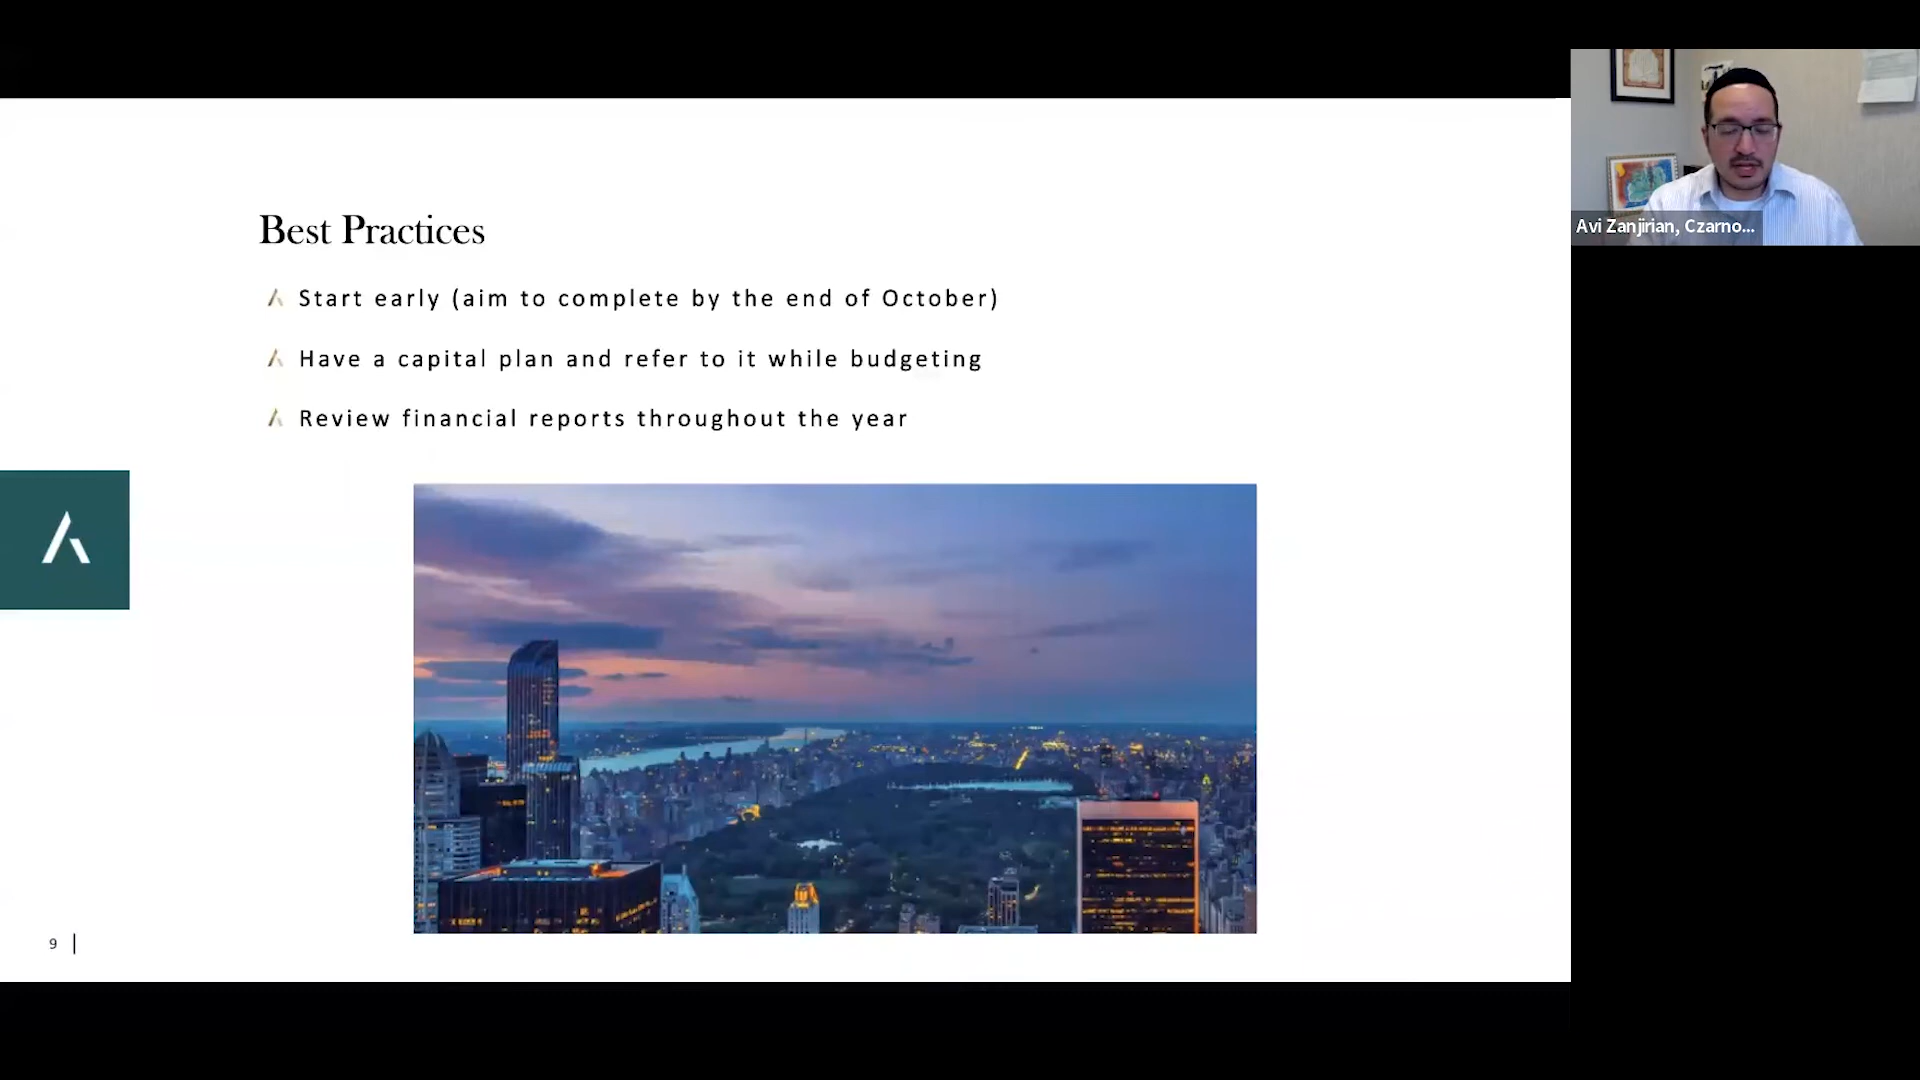 Best Practices
Start early (aim to complete by the end of October)
Have a capital plan and refer to it while budgeting
Review financial reports throughout the year
9
Avi Zanjirian, Czarno...